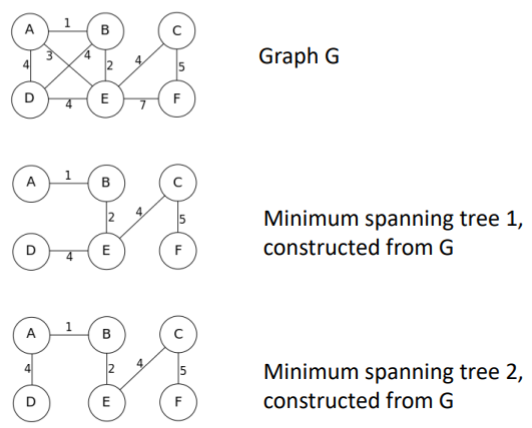 A 1 B C
3 4 4
4 2 5
D 4 E 7 F
Graph G
A 1 B C
2 4 5
D 4 E F
Minimum spanning tree 1,
constructed from G
A 1 B C
4 2 4 5
D E F
Minimum spanning tree 2,
constructed from G